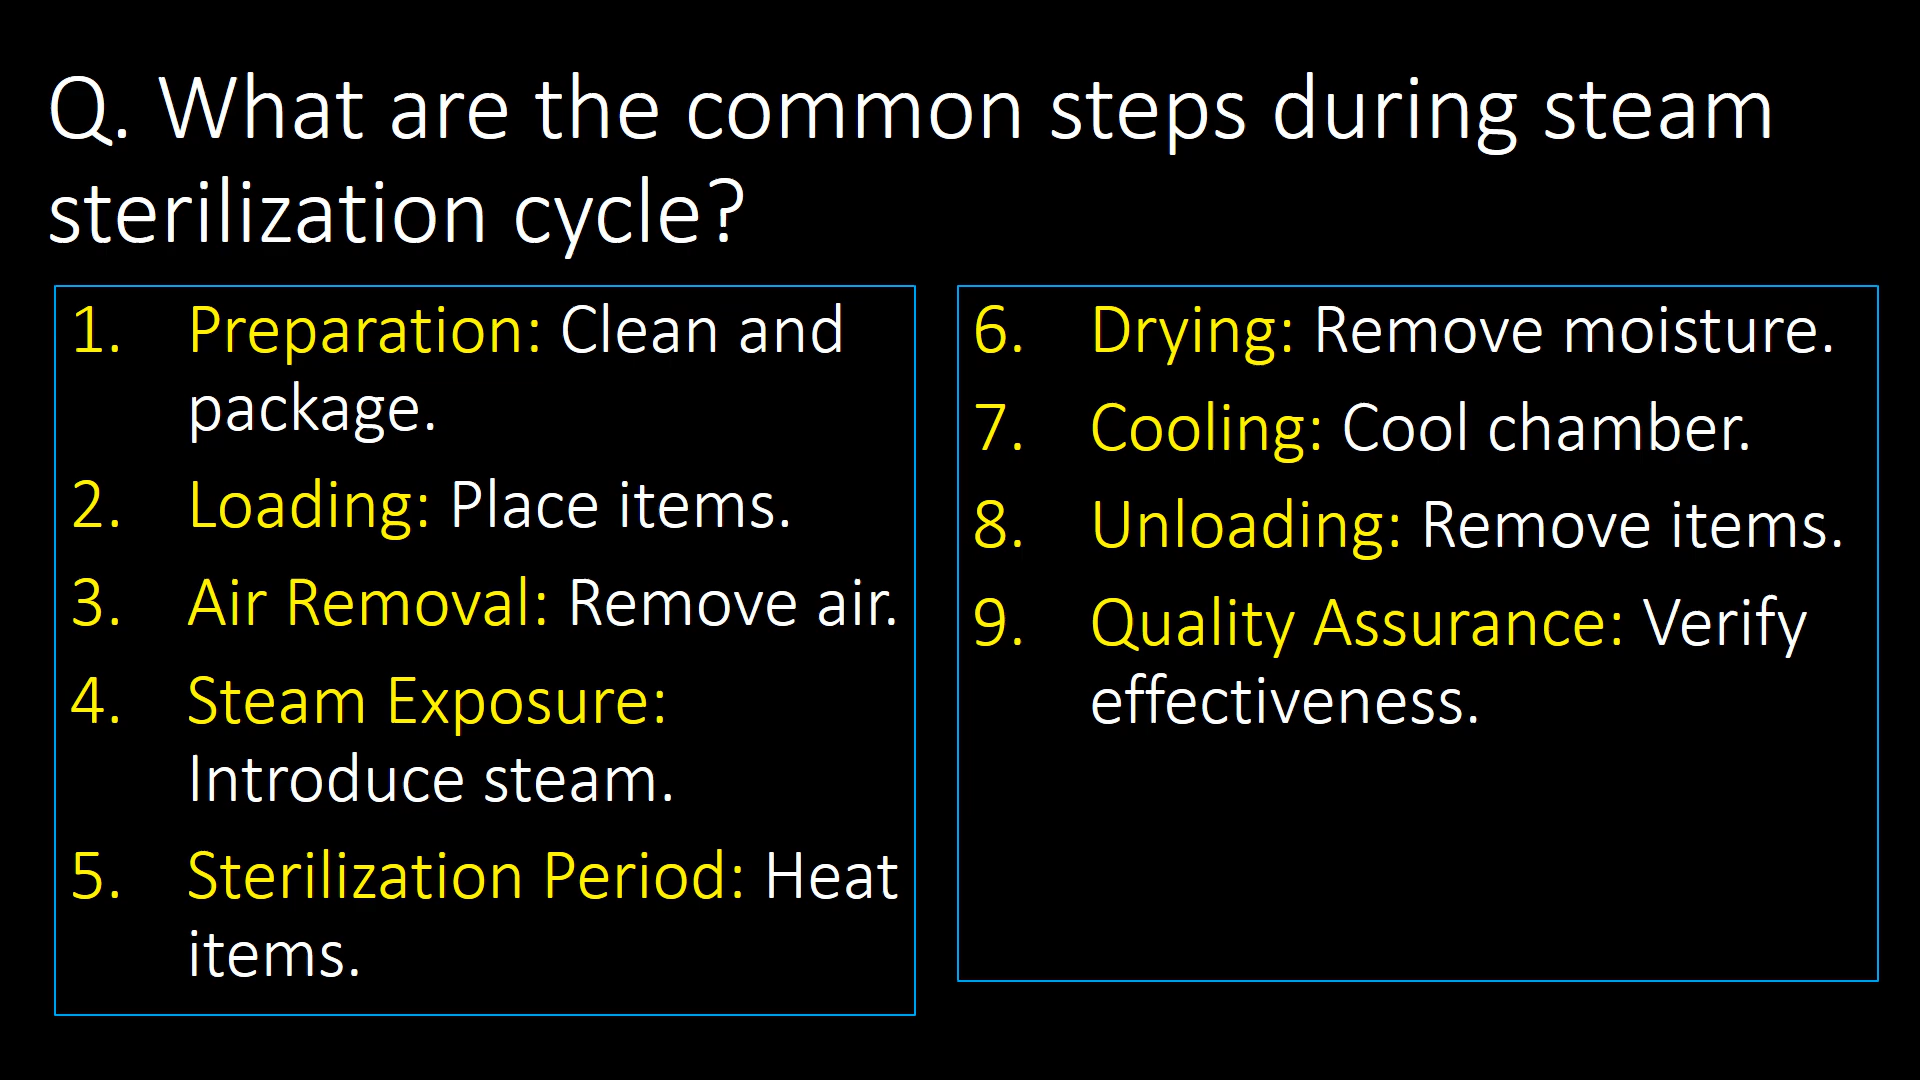 Q. What are the common steps during steam
sterilization cycle?
1. Preparation: Clean and
package.
2. Loading: Place items.
3. Air Removal: Remove air.
4. Steam Exposure:
Introduce steam.
5. Sterilization Period: Heat
items.
6. Drying: Remove moisture.
7. Cooling: Cool chamber.
8. Unloading: Remove items.
9. Quality Assurance: Verify
effectiveness.